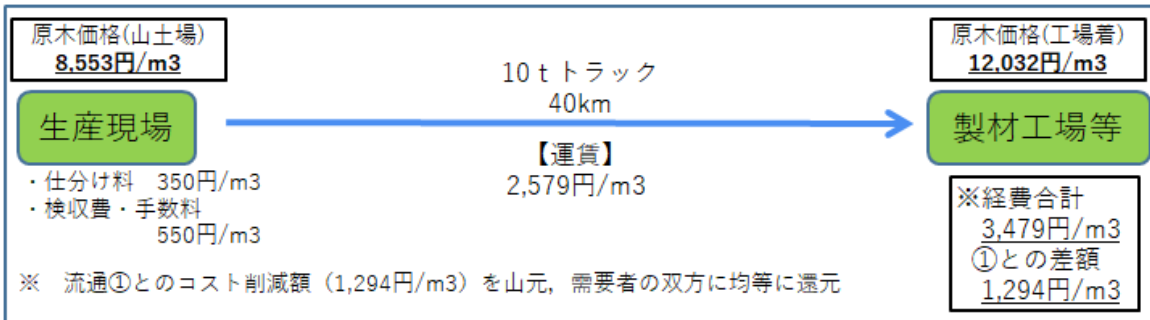 原木価格(山土場)
8,553円/m3
生産現場
・仕分け料　350円/m3
・検収費・手数料
550円/m3
10ｔトラック
40km
【運賃】
2,579円/m3
原木価格(工場着)
12,032円/m3
製材工場等
※経費合計
3,479円/m3
①との差額
1,294円/m3
※　流通①とのコスト削減額（1,294円/m3）を山元，需要者の双方に均等に還元